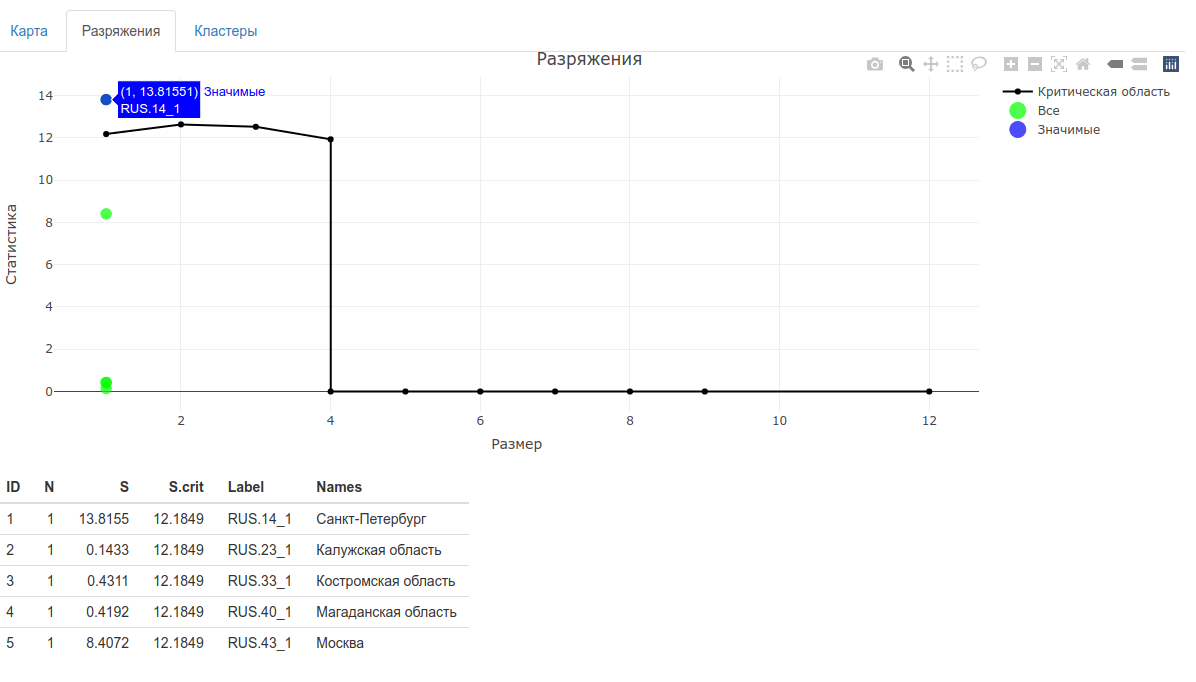 Карта Разряжения Кластеры
Разряжения
(1, 13.81551) Значимые
RUS.14_1
Критическая область
Все
Значимые
Статистика
14
12
10
8
6
4
2
0
2 4 6 8 10 12
Размер
ID N S S.crit Label Names
1 1 13.8155 12.1849 RUS.14_1 Санкт-Петербург
2 1 0.1433 12.1849 RUS.23_1 Калужская область
3 1 0.4311 12.1849 RUS.33_1 Костромская область
4 1 0.4192 12.1849 RUS.40_1 Магаданская область
5 1 8.4072 12.1849 RUS.43_1 Москва